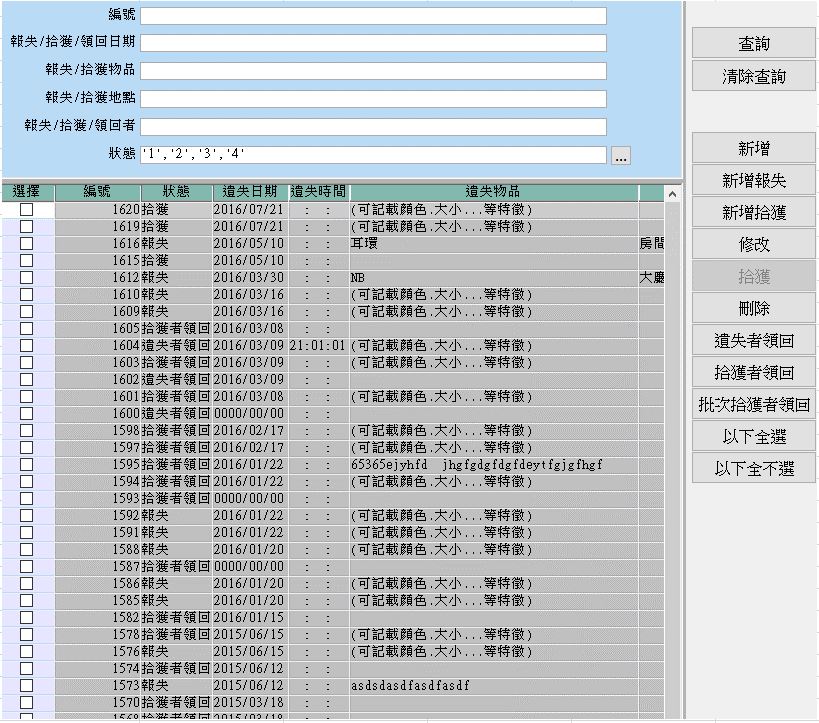 編號
報失/拾獲/領回日期
報失/拾獲物品
報失/拾獲地點
報失/拾獲/領回者
狀態 '1','2','3','4' ...
查詢
清除查詢
新增
新增報失
新增拾獲
修改
拾獲
刪除
遺失者領回
拾獲者領回
批次拾獲者領回
以下全選
以下全不選
選擇 編號 狀態 遺失日期 遺失時間 遺失物品
1620 拾獲 2016/07/21 : : (可記載顏色.大小...等特徵)
1619 拾獲 2016/07/21 : : (可記載顏色.大小...等特徵)
1616 報失 2016/05/10 : : 耳環 房間
1615 拾獲 2016/05/10 : :
1612 報失 2016/03/30 : : NB 大慶
1610 報失 2016/03/16 : : (可記載顏色.大小...等特徵)
1609 報失 2016/03/16 : : (可記載顏色.大小...等特徵)
1605 拾獲者領回 2016/03/08 : :
1604 遺失者領回 2016/03/09 21:01:01 (可記載顏色.大小...等特徵)
1603 拾獲者領回 2016/03/09 : : (可記載顏色.大小...等特徵)
1602 遺失者領回 2016/03/09 : :
1601 拾獲者領回 2016/03/08 : : (可記載顏色.大小...等特徵)
1600 遺失者領回 0000/00/00 : :
1598 拾獲者領回 2016/02/17 : : (可記載顏色.大小...等特徵)
1597 拾獲者領回 2016/02/17 : : (可記載顏色.大小...等特徵)
1595 拾獲者領回 2016/01/22 : : 65365ejyhfd jhgfgdgfdgfdeytfgjgfhgf
1594 拾獲者領回 2016/01/22 : : (可記載顏色.大小...等特徵)
1593 拾獲者領回 0000/00/00 : :
1592 報失 2016/01/22 : : (可記載顏色.大小...等特徵)
1591 報失 2016/01/22 : : (可記載顏色.大小...等特徵)
1588 報失 2016/01/20 : : (可記載顏色.大小...等特徵)
1587 拾獲者領回 0000/00/00 : :
1586 報失 2016/01/20 : : (可記載顏色.大小...等特徵)
1585 報失 2016/01/20 : : (可記載顏色.大小...等特徵)
1582 拾獲者領回 2016/01/15 : :
1578 拾獲者領回 2015/06/15 : : (可記載顏色.大小...等特徵)
1576 報失 2015/06/15 : : (可記載顏色.大小...等特徵)
1574 拾獲者領回 2015/06/12 : :
1573 報失 2015/06/12 : : asdsdasdfasdfasdf
1570 拾獲者領回 2015/03/18 : :
1568 拾獲者領回 2015/03/18 : :